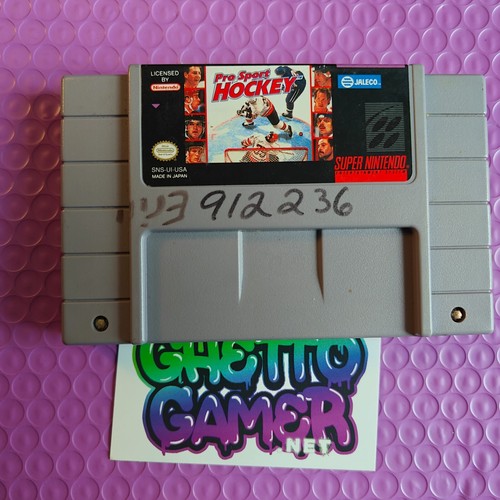 LICENSED BY
Nintendo
Pro Sport
HOCKEY
JALECO
SNS-UI-USA
MADE IN JAPAN
SUPER NINTENDO
912236
GHETTO
GAMER
NET